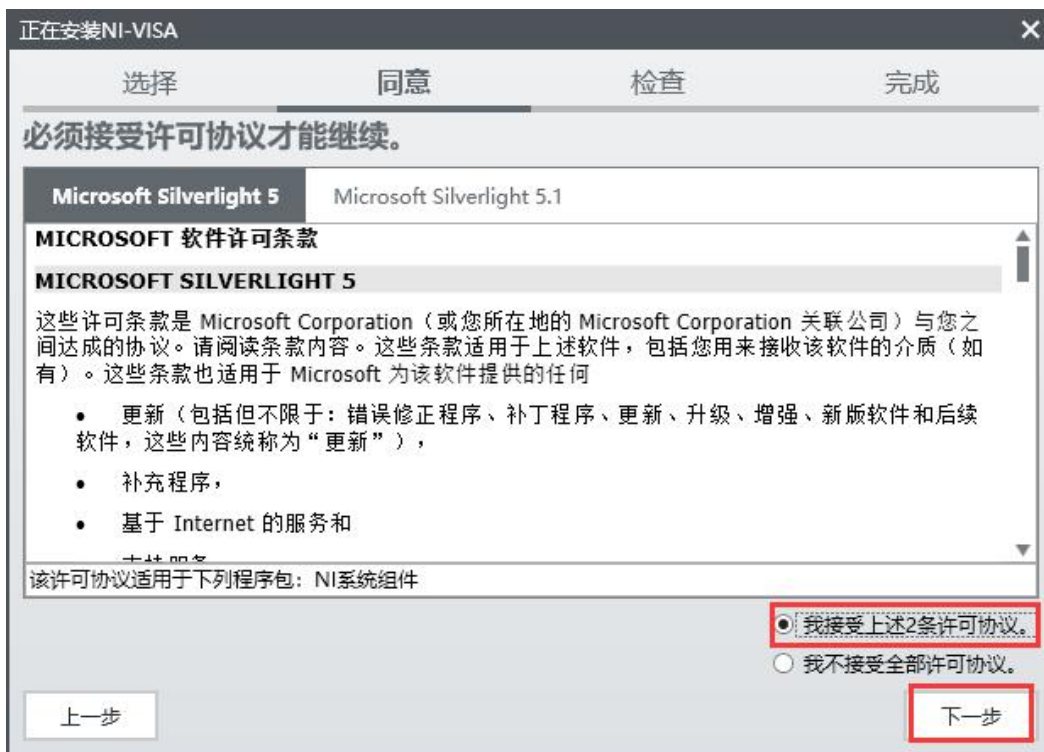 正在安装NI-VISA
选择 同意 检查 完成
必须接受许可协议才能继续。
Microsoft Silverlight 5 Microsoft Silverlight 5.1
MICROSOFT 软件许可条款
MICROSOFT SILVERLIGHT 5
这些许可条款是 Microsoft Corporation（或您所在地的 Microsoft Corporation 关联公司）与您之
间达成的协议。请阅读条款内容。这些条款适用于上述软件，包括您用来接收该软件的介质（如
有）。这些条款也适用于 Microsoft 为该软件提供的任何
• 更新（包括但不限于：错误修正程序、补丁程序、更新、升级、增强、新版软件和后续
软件，这些内容统称为“更新”），
• 补充程序，
• 基于 Internet 的服务和
该许可协议适用于下列程序包：NI系统组件
我接受上述2条许可协议。
我不接受全部许可协议。
上一步 下一步